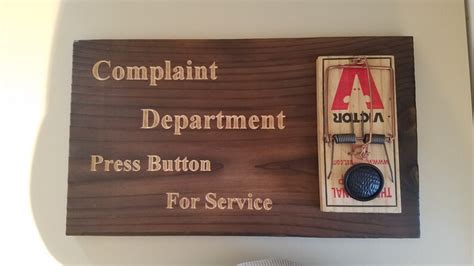 Complaint
Department
Press Button
For Service
VICTOR